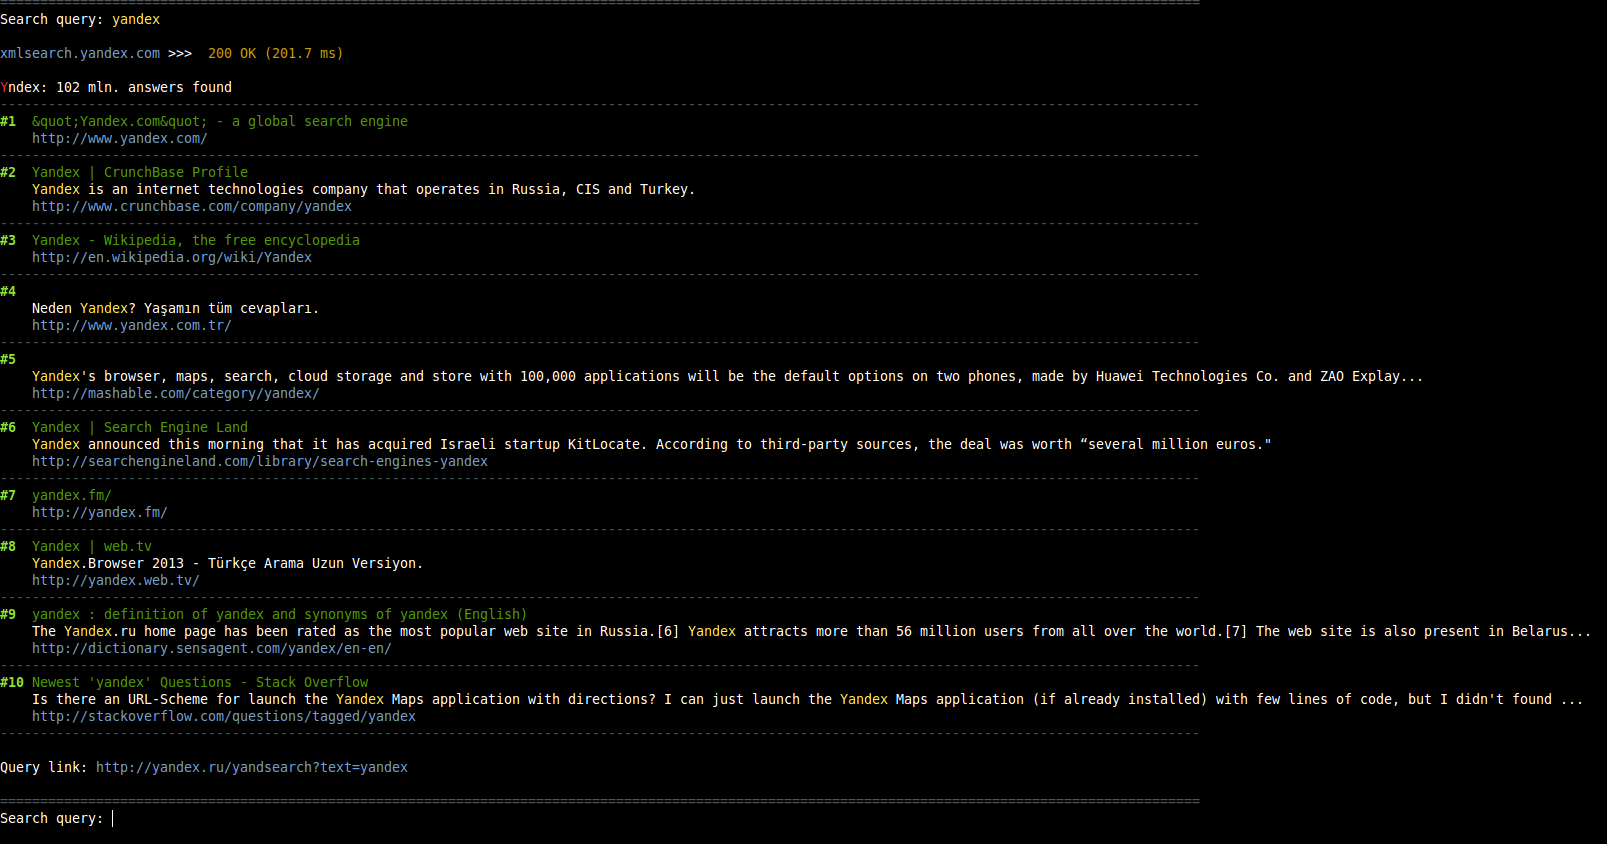 Search query: yandex
xmlsearch.yandex.com >>>  200 OK (201.7 ms)
Yndex: 102 mln. answers found
#1  &quot;Yandex.com&quot; - a global search engine
http://www.yandex.com/
#2  Yandex | CrunchBase Profile
Yandex is an internet technologies company that operates in Russia, CIS and Turkey.
http://www.crunchbase.com/company/yandex
#3  Yandex - Wikipedia, the free encyclopedia
http://en.wikipedia.org/wiki/Yandex
#4
Neden Yandex? Yaşamın tüm cevapları.
http://www.yandex.com.tr/
#5
Yandex's browser, maps, search, cloud storage and store with 100,000 applications will be the default options on two phones, made by Huawei Technologies Co. and ZAO Explay...
http://mashable.com/category/yandex/
#6  Yandex | Search Engine Land
Yandex announced this morning that it has acquired Israeli startup KitLocate. According to third-party sources, the deal was worth “several million euros."
http://searchengineland.com/library/search-engines-yandex
#7  yandex.fm/
http://yandex.fm/
#8  Yandex | web.tv
Yandex.Browser 2013 - Türkçe Arama Uzun Versiyon.
http://yandex.web.tv/
#9  yandex : definition of yandex and synonyms of yandex (English)
The Yandex.ru home page has been rated as the most popular web site in Russia.[6] Yandex attracts more than 56 million users from all over the world.[7] The web site is also present in Belarus...
http://dictionary.sensagent.com/yandex/en-en/
#10 Newest 'yandex' Questions - Stack Overflow
Is there an URL-Scheme for launch the Yandex Maps application with directions? I can just launch the Yandex Maps application (if already installed) with few lines of code, but I didn't found ...
http://stackoverflow.com/questions/tagged/yandex
Query link: http://yandex.ru/yandsearch?text=yandex
Search query: